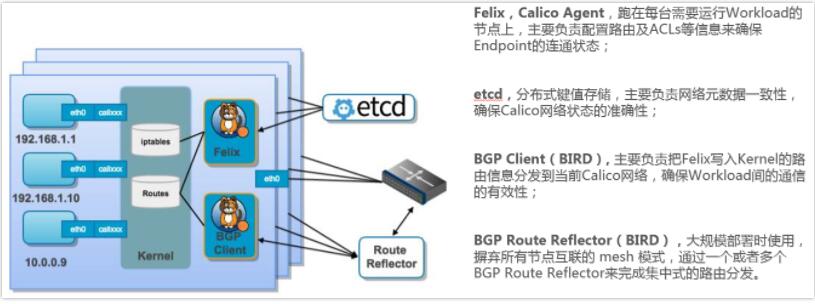 eth0 calixxx
192.168.1.1
eth0 calixxx
192.168.1.10
eth0 calixxx
10.0.0.9
iptables
Routes
Kernel
Felix
BGP
Client
eth0
etcd
Route
Reflector
Felix，Calico Agent，跑在每台需要运行Workload的
节点上，主要负责配置路由及ACLs等信息来确保
Endpoint的连通状态；
etcd，分布式键值存储，主要负责网络元数据一致性，
确保Calico网络状态的准确性；
BGP Client（BIRD）, 主要负责把Felix写入Kernel的路
由信息分发到当前Calico网络，确保Workload间的通信
的有效性；
BGP Route Reflector（BIRD），大规模部署时使用，
摒弃所有节点互联的 mesh 模式，通过一个或者多个
BGP Route Reflector来完成集中式的路由分发。